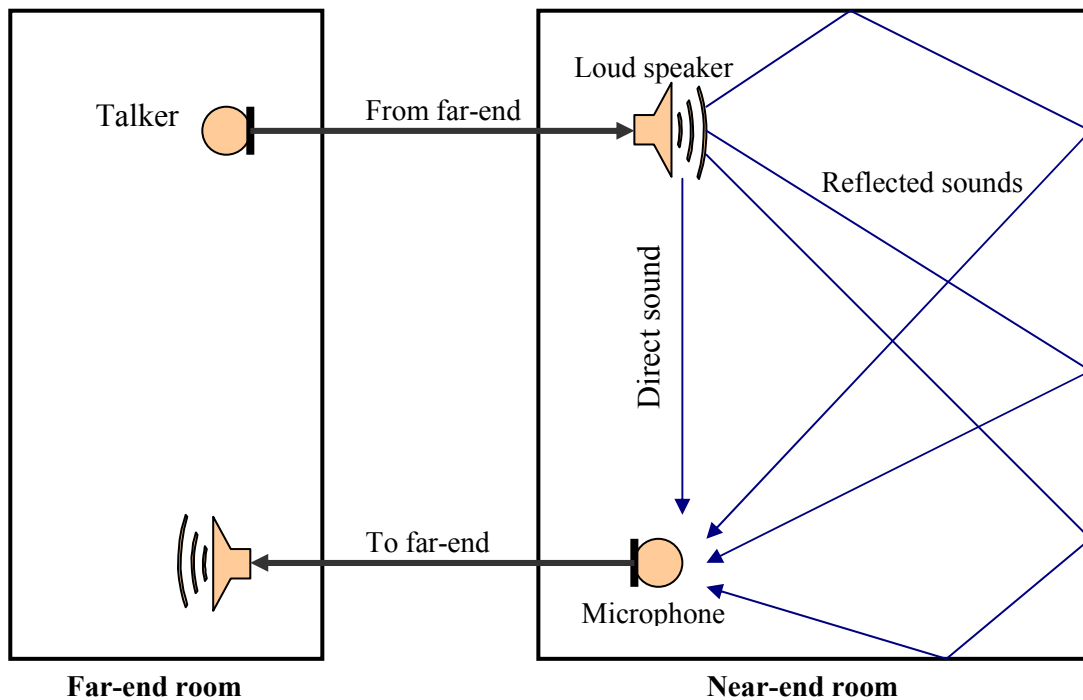 Loud speaker
Talker
From far-end
Reflected sounds
Direct sound
To far-end
Microphone
Far-end room
Near-end room